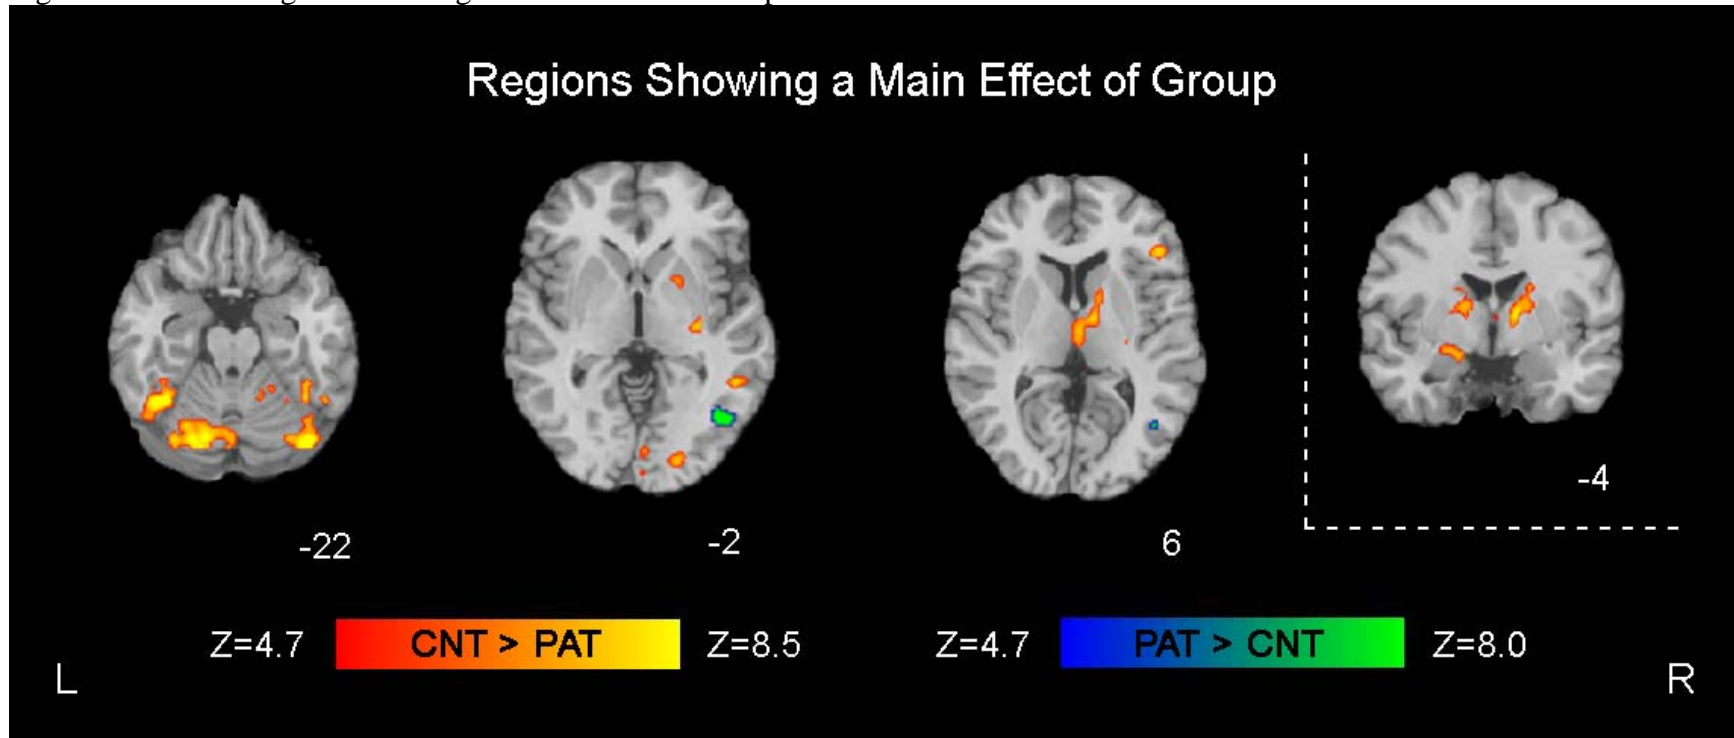 Regions Showing a Main Effect of Group
-22
-2
6
-4
Z=4.7 CNT > PAT Z=8.5 Z=4.7 PAT > CNT Z=8.0
L R